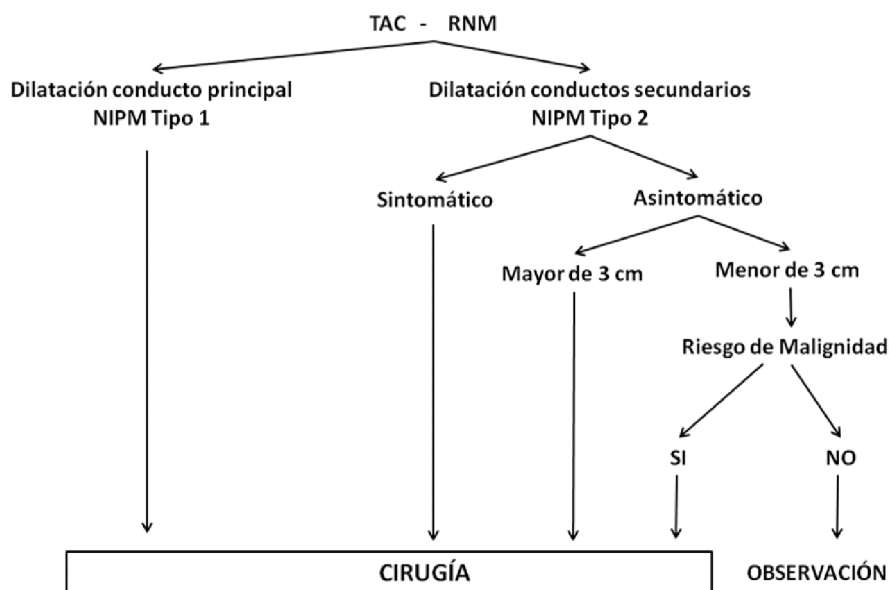 TAC - RNM
Dilatación conducto principal
NIPM Tipo 1
Dilatación conductos secundarios
NIPM Tipo 2
Sintomático
Asintomático
Mayor de 3 cm
Menor de 3 cm
Riesgo de Malignidad
SI
NO
CIRUGÍA
OBSERVACIÓN